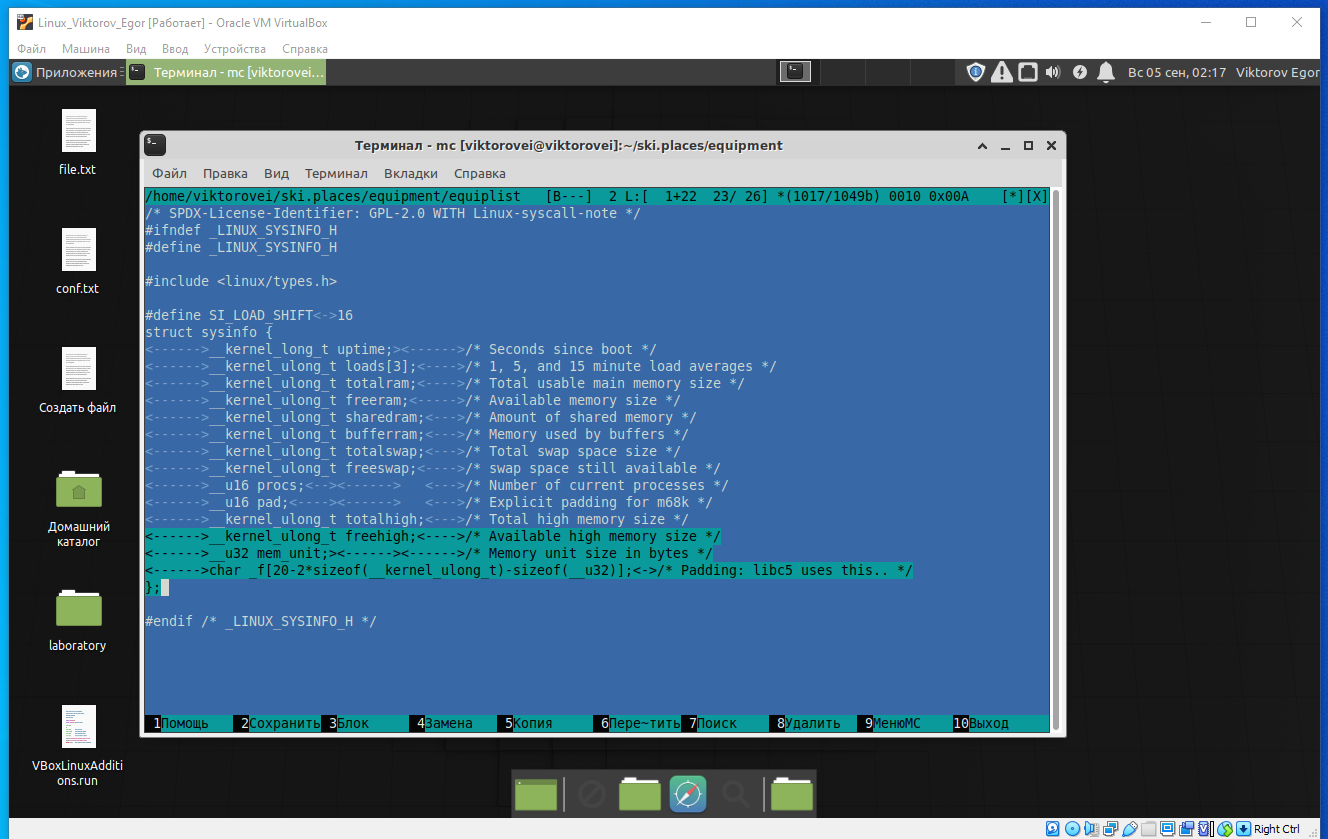 Linux_Viktorov_Egor [Работает] - Oracle VM VirtualBox
Файл Машина Вид Ввод Устройства Справка
Приложения Терминал - mc [viktorovei... Вс 05 сен, 02:17 Viktorov Egor
file.txt
conf.txt
Создать файл
Домашний
каталог
laboratory
VBoxLinuxAdditi
ons.run
Терминал - mc [viktorovei@viktorovei]:~/ski.places/equipment
Файл Правка Вид Терминал Вкладки Справка
/home/viktorovei/ski.places/equipment/equiplist [B---] 2 L:[ 1+22 23/ 26] *(1017/1049b) 0010 0x00A [*][X]
/* SPDX-License-Identifier: GPL-2.0 WITH Linux-syscall-note */
#ifndef _LINUX_SYSINFO_H
#define _LINUX_SYSINFO_H
#include <linux/types.h>
#define SI_LOAD_SHIFT<->16
struct sysinfo {
<------>__kernel_long_t uptime;><------>/* Seconds since boot */
<------>__kernel_ulong_t loads[3];<---->/* 1, 5, and 15 minute load averages */
<------>__kernel_ulong_t totalram;<---->/* Total usable main memory size */
<------>__kernel_ulong_t freeram;<----->/* Available memory size */
<------>__kernel_ulong_t sharedram;<--->/* Amount of shared memory */
<------>__kernel_ulong_t bufferram;<--->/* Memory used by buffers */
<------>__kernel_ulong_t totalswap;<--->/* Total swap space size */
<------>__kernel_ulong_t freeswap;<---->/* swap space still available */
<------>__u16 procs;<--><------> <--->/* Number of current processes */
<------>__u16 pad;<----><------> <--->/* Explicit padding for m68k */
<------>__kernel_ulong_t totalhigh;<--->/* Total high memory size */
<------>__kernel_ulong_t freehigh;<---->/* Available high memory size */
<------>__u32 mem_unit;><------><------>/* Memory unit size in bytes */
<------>char _f[20-2*sizeof(__kernel_ulong_t)-sizeof(__u32)];<->/* Padding: libc5 uses this.. */
};
#endif /* _LINUX_SYSINFO_H */
1Помощь 2Сохранить 3Блок 4Замена 5Копия 6Пере~тить 7Поиск 8Удалить 9МенюМС 10Выход
Right Ctrl